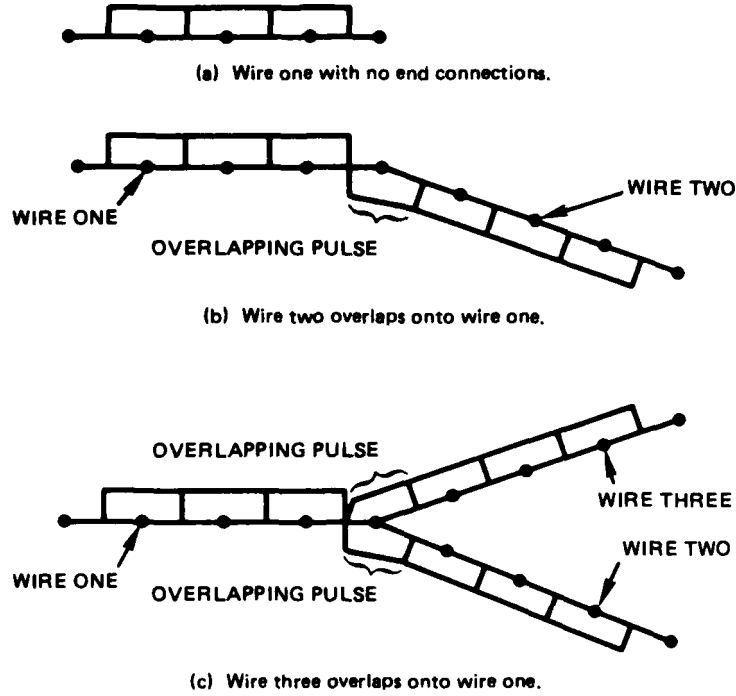 (a) Wire one with no end connections.
WIRE ONE
WIRE TWO
OVERLAPPING PULSE
(b) Wire two overlaps onto wire one.
OVERLAPPING PULSE
WIRE THREE
WIRE ONE
WIRE TWO
OVERLAPPING PULSE
(c) Wire three overlaps onto wire one.